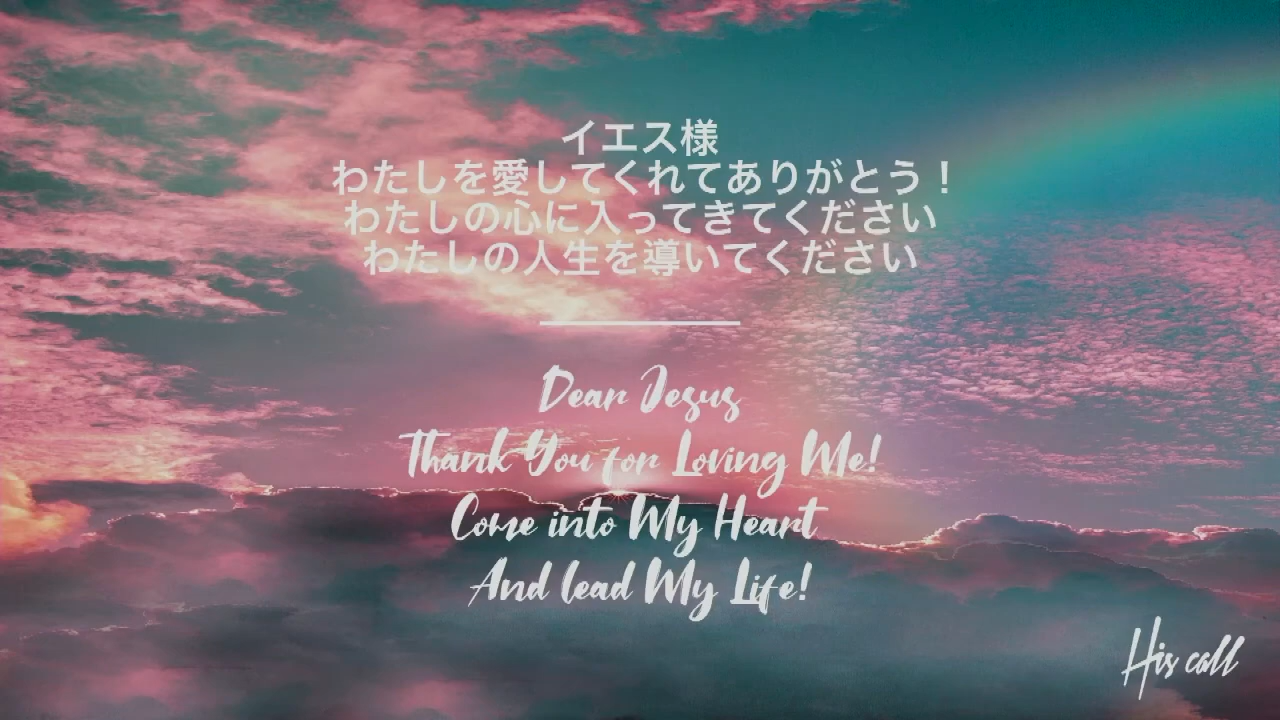 イエス様
わたしを愛してくれてありがとう！
わたしの心に入ってきてください
わたしの人生を導いてください
Dear Jesus
Thank You for Loving Me!
Come into My Heart
And lead My Life!
His call